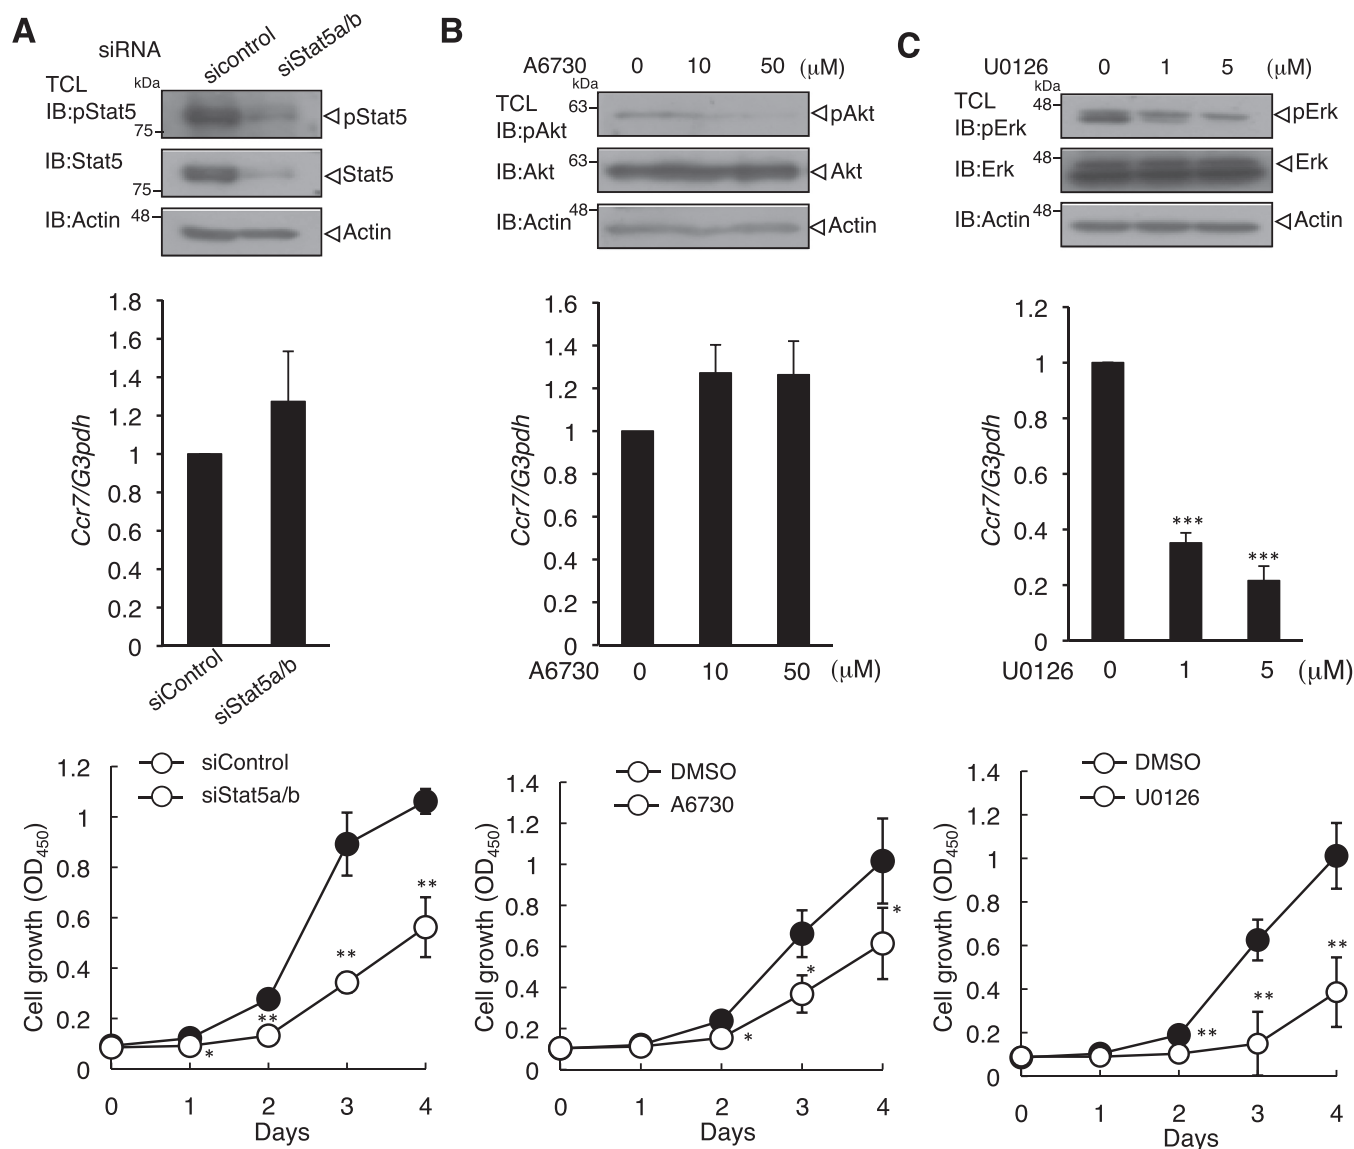 A
siRNA sicontrol siStat5a/b
kDa
TCL
IB:pStat5
75
pStat5
IB:Stat5
75
Stat5
IB:Actin
48
Actin
1.8
1.6
1.4
1.2
1
0.8
0.6
0.4
0.2
0
Ccr7/G3pdh
siControl siStat5a/b
siControl
siStat5a/b
1.2
1
0.8
0.6
0.4
0.2
0
Cell growth (OD450)
*
**
**
**
0 1 2 3 4
Days
B
A6730 0 10 50 (μM)
kDa
TCL
IB:pAkt
63
pAkt
IB:Akt
63
Akt
IB:Actin
48
Actin
1.6
1.4
1.2
1
0.8
0.6
0.4
0.2
0
Ccr7/G3pdh
A6730 0 10 50 (μM)
DMSO
A6730
1.4
1.2
1
0.8
0.6
0.4
0.2
0
Cell growth (OD450)
*
*
*
0 1 2 3 4
Days
C
U0126 0 1 5 (μM)
kDa
TCL
IB:pErk
48
pErk
IB:Erk
48
Erk
IB:Actin
48
Actin
1.2
1
0.8
0.6
0.4
0.2
0
Ccr7/G3pdh
***
***
U0126 0 1 5 (μM)
DMSO
U0126
1.4
1.2
1
0.8
0.6
0.4
0.2
0
Cell growth (OD450)
**
**
**
0 1 2 3 4
Days